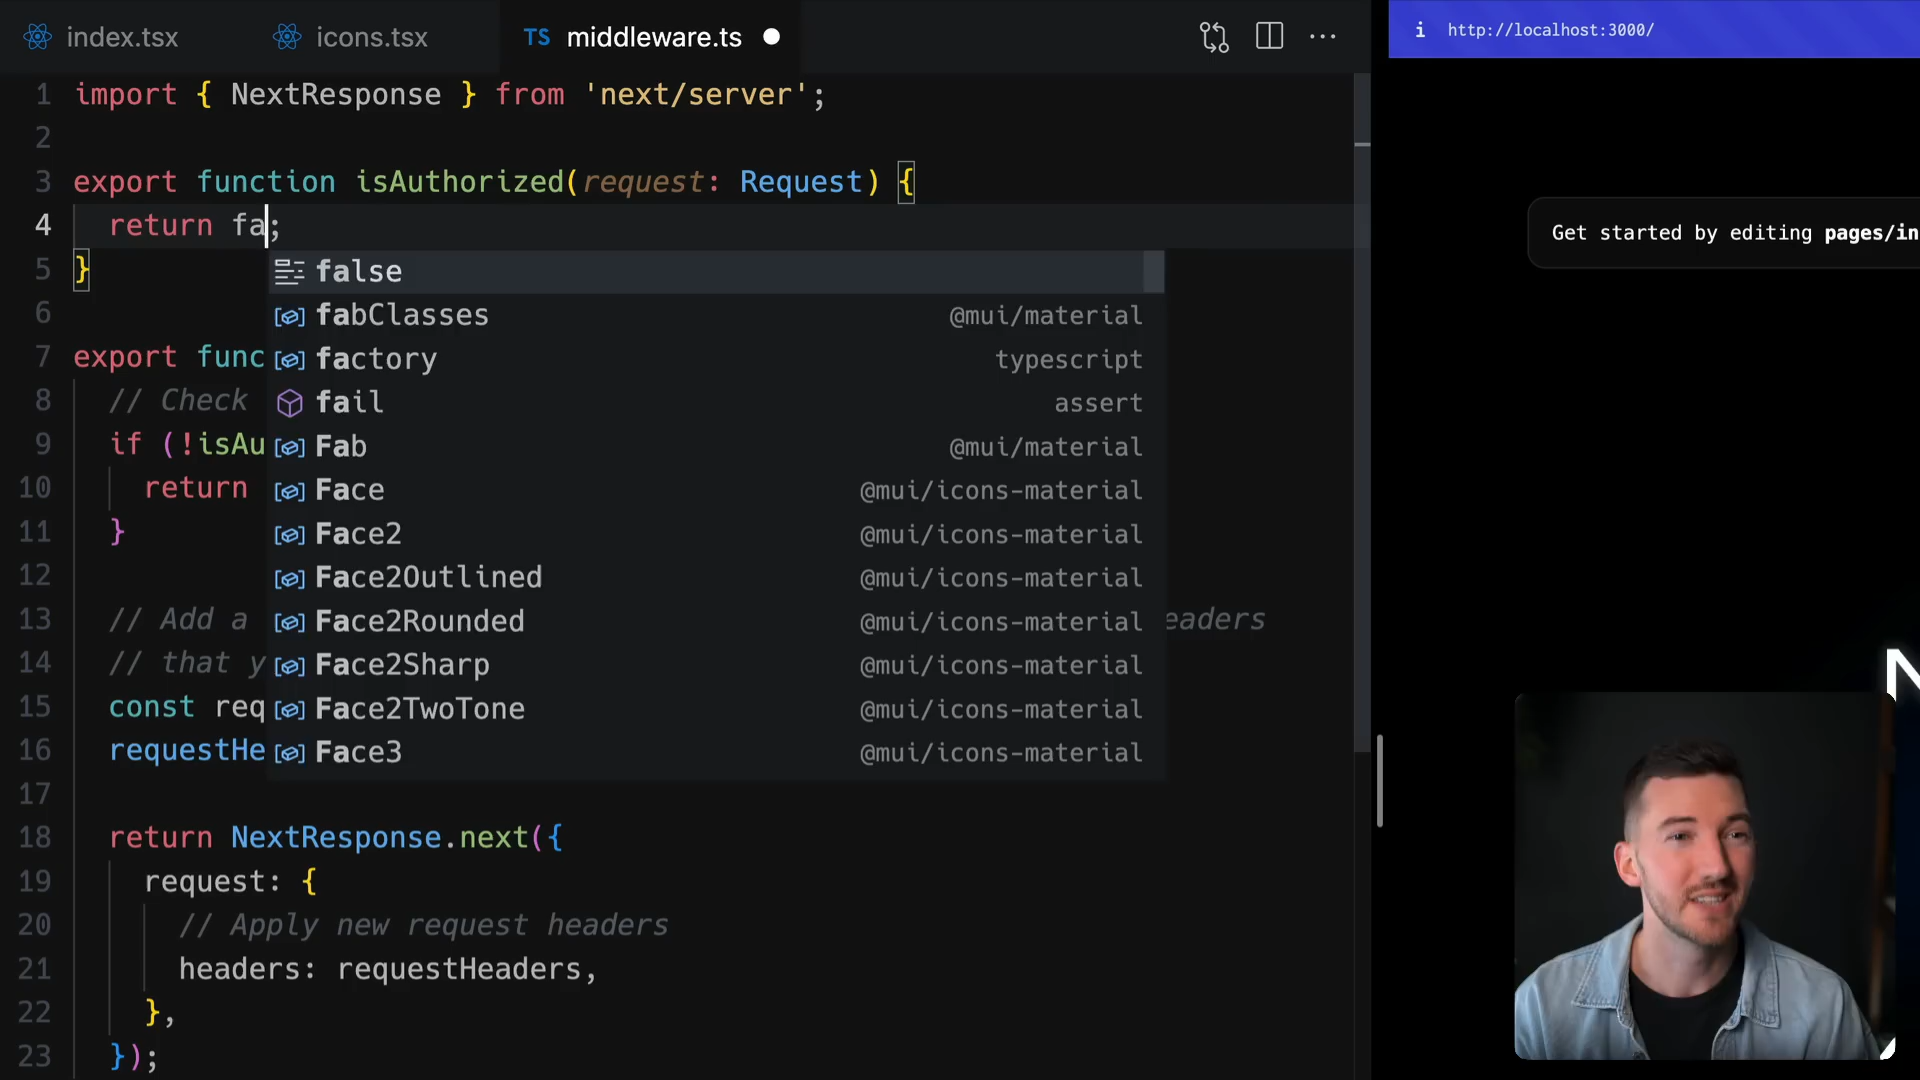 index.tsx
icons.tsx
TS middleware.ts
i http://localhost:3000/
1 import { NextResponse } from 'next/server';
2
3 export function isAuthorized(request: Request) {
4 return fa;
5 }
6
7 export func
8 // Check
9 if (!isAu
10 return
11 }
12
13 // Add a eaders
14 // that y
15 const req
16 requestHe
17
18 return NextResponse.next({
19 request: {
20 // Apply new request headers
21 headers: requestHeaders,
22 },
23 });
false
fabClasses @mui/material
factory typescript
fail assert
Fab @mui/material
Face @mui/icons-material
Face2 @mui/icons-material
Face2Outlined @mui/icons-material
Face2Rounded @mui/icons-material
Face2Sharp @mui/icons-material
Face2TwoTone @mui/icons-material
Face3 @mui/icons-material
Get started by editing pages/in
N